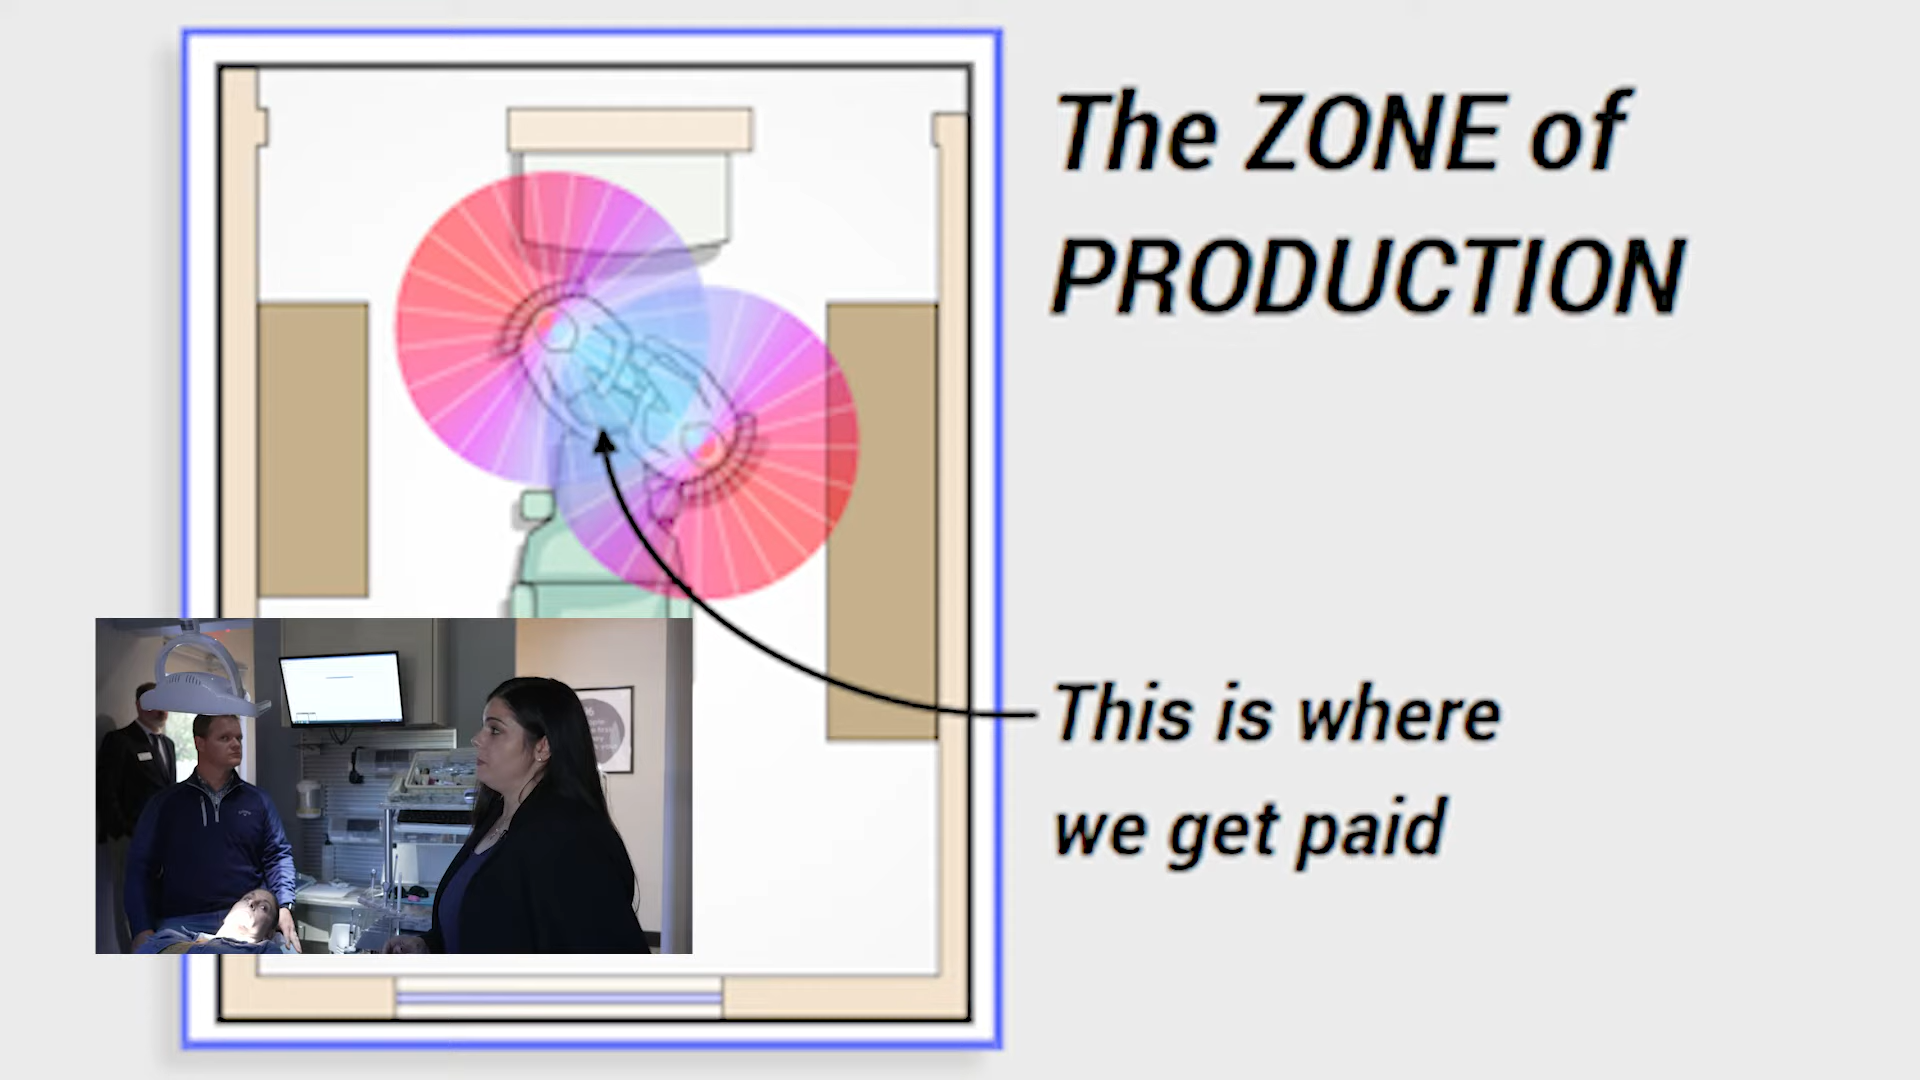 The ZONE of
PRODUCTION
This is where
we get paid